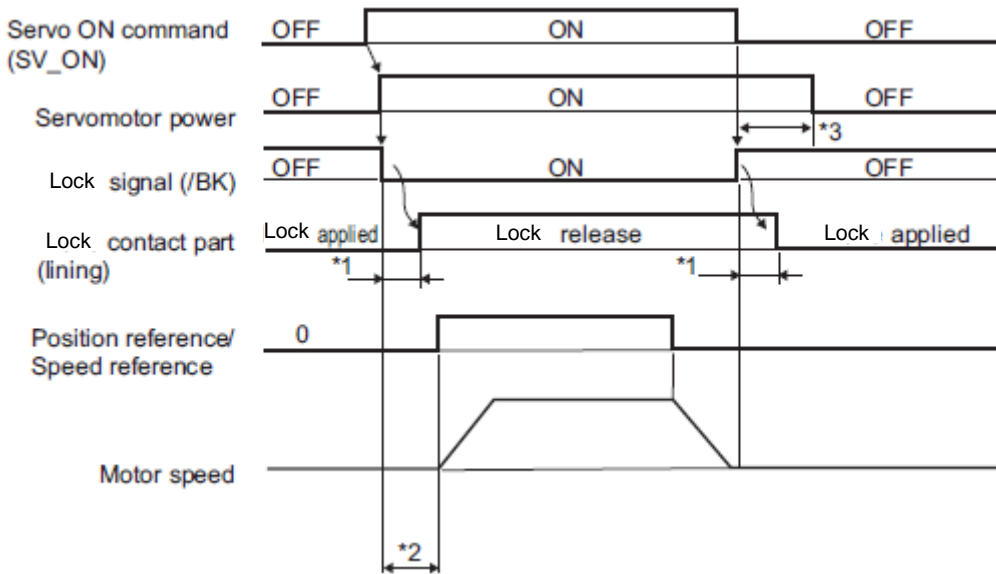 Servo ON command
(SV_ON)
OFF ON OFF
Servomotor power
OFF ON OFF
*3
Lock signal (/BK)
OFF ON OFF
Lock contact part
(lining)
Lock applied Lock release Lock applied
*1 *1
Position reference/
Speed reference
0
Motor speed
*2